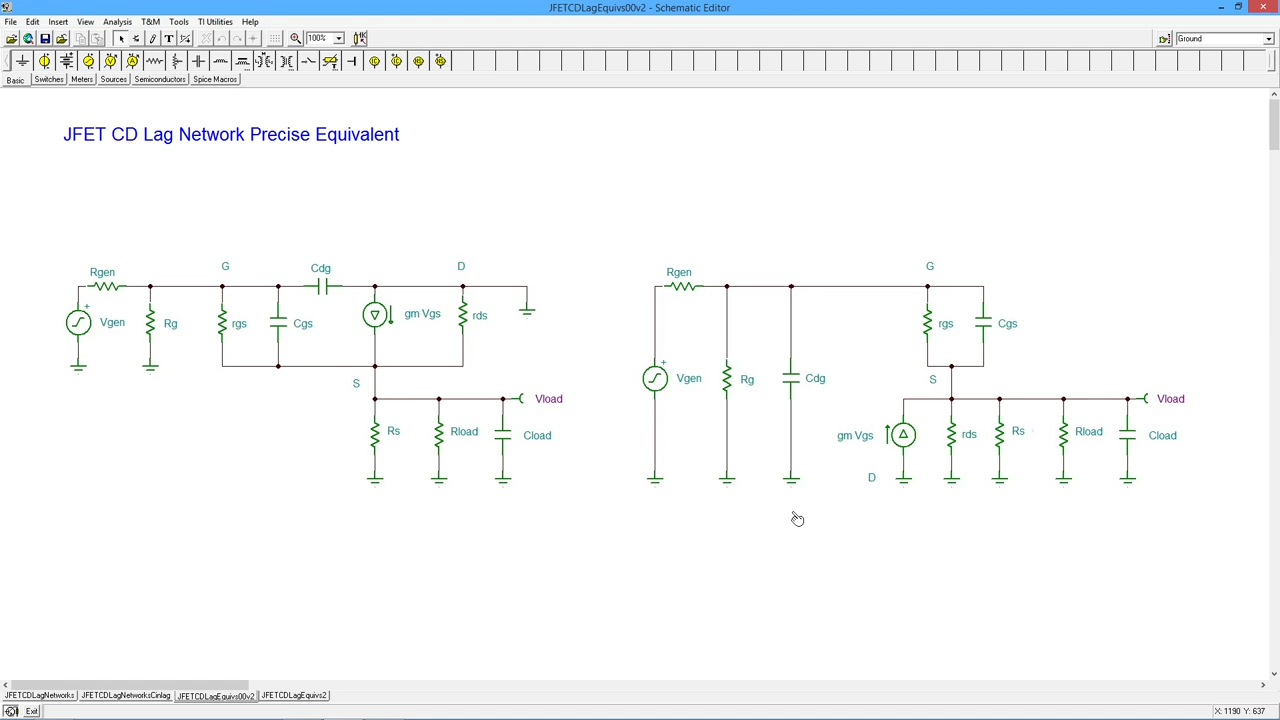 JFETCDLagEquivs00v2 - Schematic Editor
File Edit Insert View Analysis T&M Tools TI Utilities Help
100% Ground
Basic Switches Meters Sources Semiconductors Spice Macros
JFET CD Lag Network Precise Equivalent
Rgen G Cdg D Rgen G
+ Vgen Rg rgs Cgs gm Vgs rds rgs Cgs
S + Vgen Rg Cdg S
Vload Vload
Rs Rload Cload gm Vgs rds Rs Rload Cload
D
JFETCDLagNetworks JFETCDLagNetworksCinlag JFETCDLagEquivs00v2 JFETCDLagEquivs2
Exit X: 1190 Y: 637